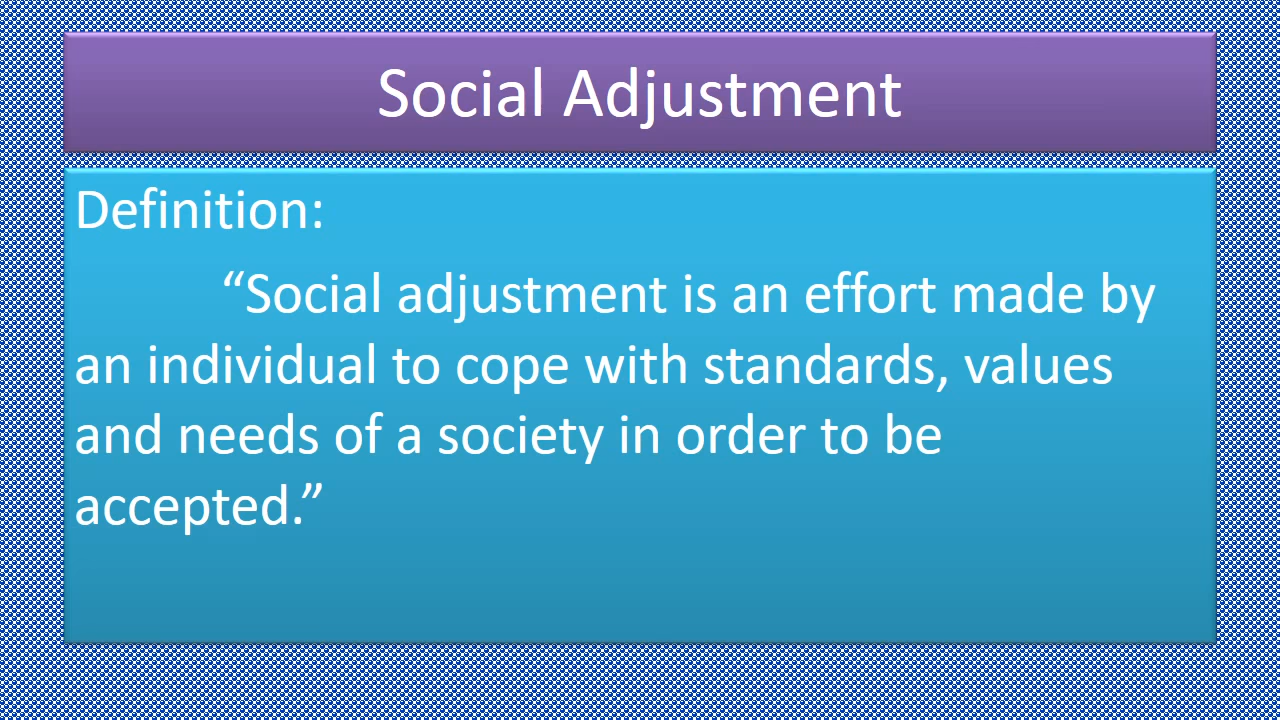 Social Adjustment
Definition:
“Social adjustment is an effort made by
an individual to cope with standards, values
and needs of a society in order to be
accepted.”